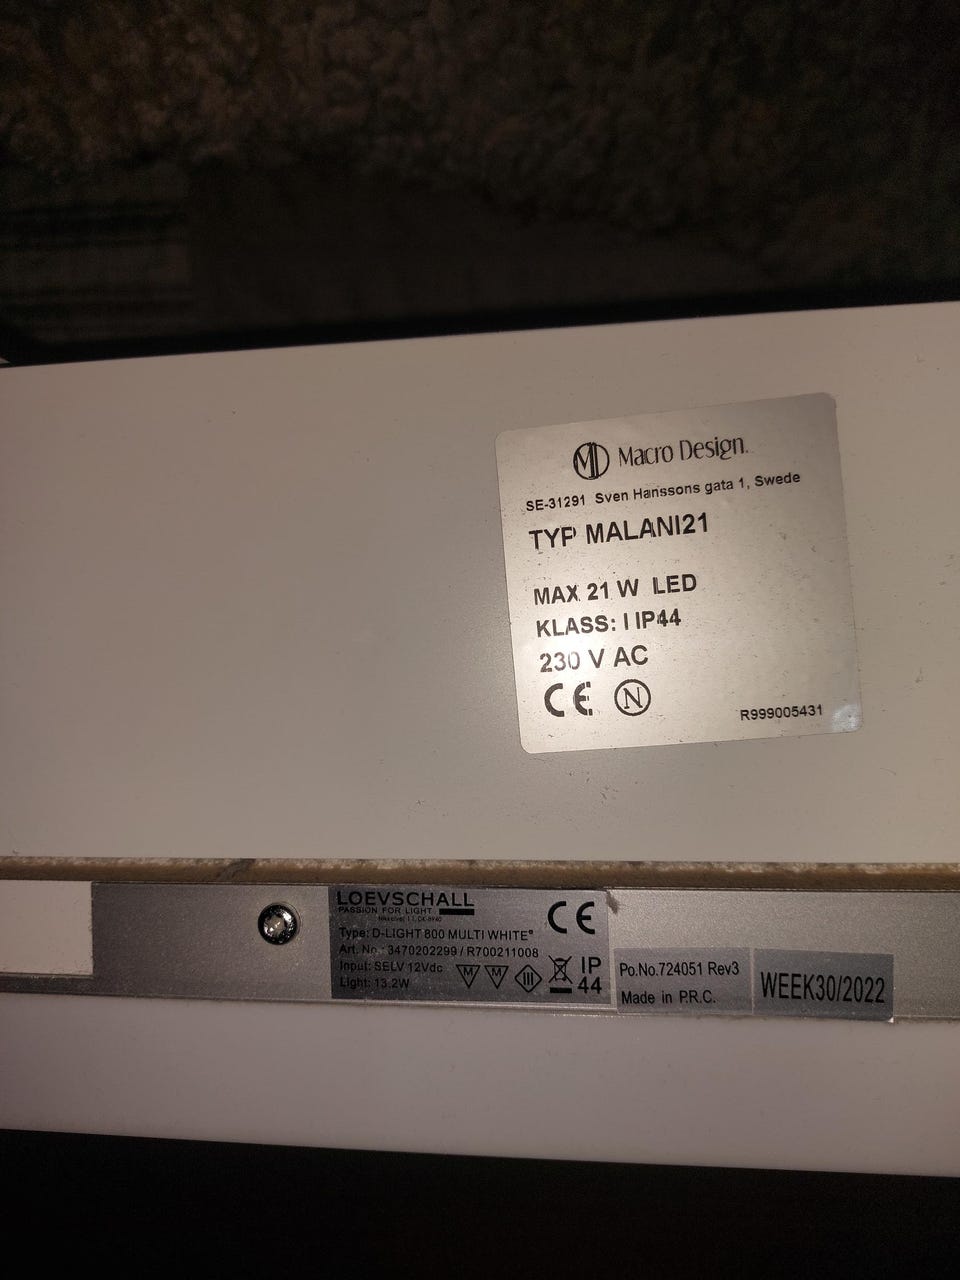 MD Macro Design.
SE-31291 Sven Hanssons gata 1, Swede
TYP MALANI21
MAX 21 W LED
KLASS: I IP44
230 V AC
CE N
R999005431
LOEVSCHALL
PASSION FOR LIGHT
Type: D-LIGHT 800 MULTI WHITE®
Art. No.: 3470202299 / R700211008
Input: SELV 12Vdc
Light: 13.2W
M M III
CE
IP
44
Po.No.724051 Rev3
Made in P.R.C.
WEEK30/2022